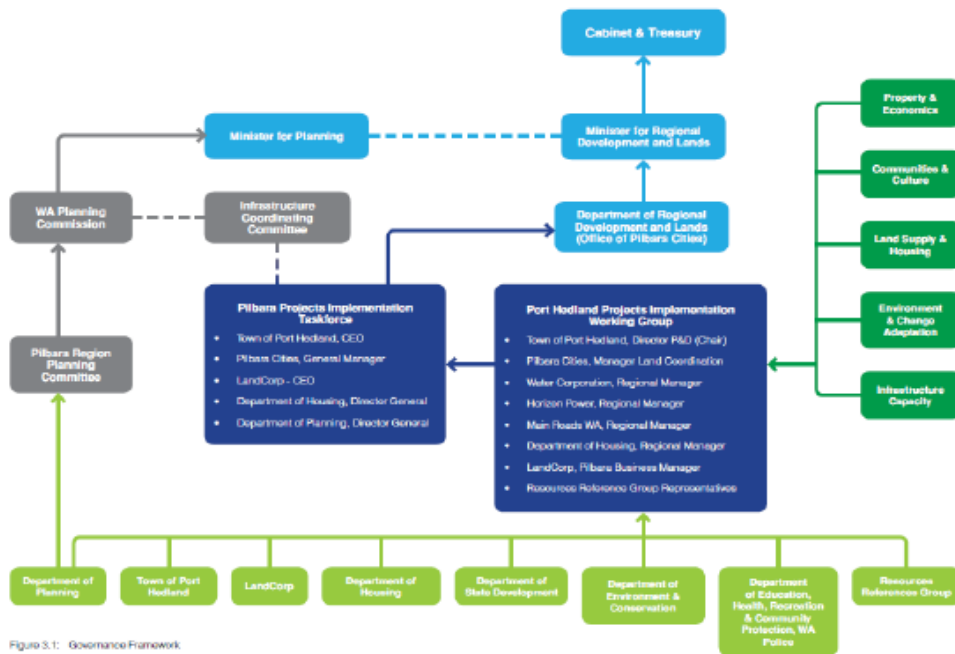 Cabinet & Treasury
Minister for Planning
Minister for Regional
Development and Lands
Property &
Economics
Communities &
Culture
Land Supply &
Housing
Environment
& Change
Adaptation
Infrastructure
Capacity
WA Planning
Commission
Infrastructure
Coordinating
Committee
Department of Regional
Development and Lands
(Office of Pilbara Cities)
Pilbara Region
Planning
Committee
Pilbara Projects Implementation
Taskforce
• Town of Port Hedland, CEO
• Pilbara Cities, General Manager
• LandCorp - CEO
• Department of Housing, Director General
• Department of Planning, Director General
Port Hedland Projects Implementation
Working Group
• Town of Port Hedland, Director P&D (Chair)
• Pilbara Cities, Manager Land Coordination
• Water Corporation, Regional Manager
• Horizon Power, Regional Manager
• Main Roads WA, Regional Manager
• Department of Housing, Regional Manager
• LandCorp, Pilbara Business Manager
• Resources Reference Group Representatives
Department of
Planning
Town of Port
Hedland
LandCorp
Department of
Housing
Department of
State Development
Department of
Environment &
Conservation
Department
of Education,
Health, Recreation
& Community
Protection, WA
Police
Resources
References Group
Figure 3.1: Governance Framework